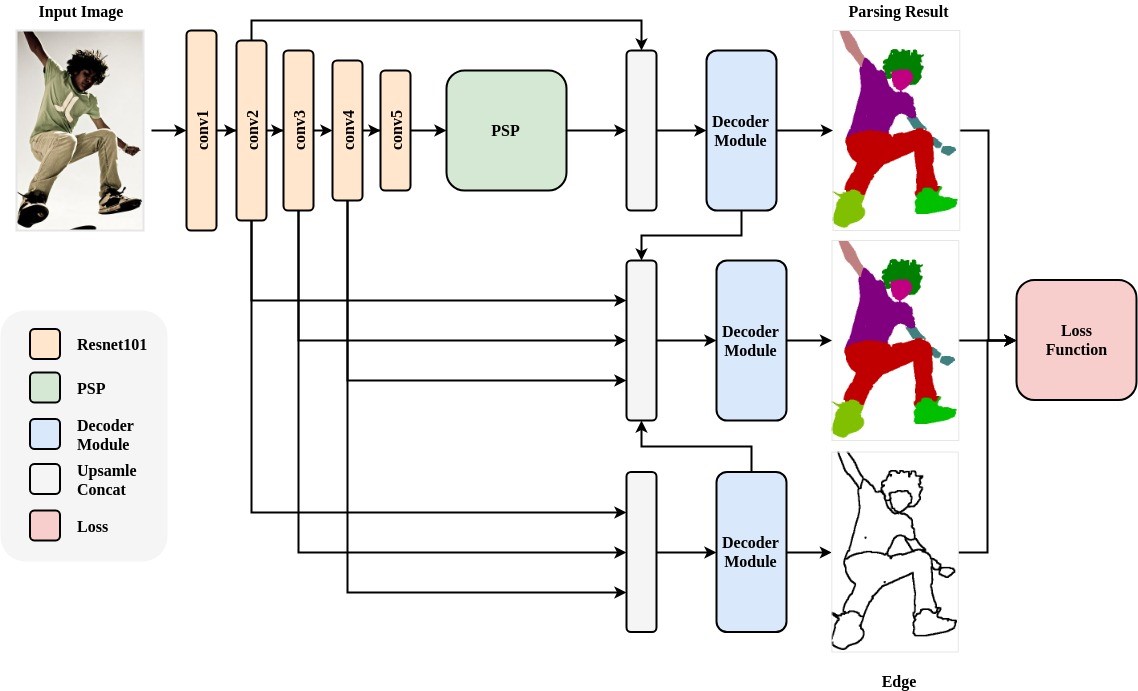 Input Image
Parsing Result
conv1
conv2
conv3
conv4
conv5
PSP
Decoder
Module
Decoder
Module
Loss
Function
Resnet101
PSP
Decoder
Module
Upsamle
Concat
Loss
Decoder
Module
Edge